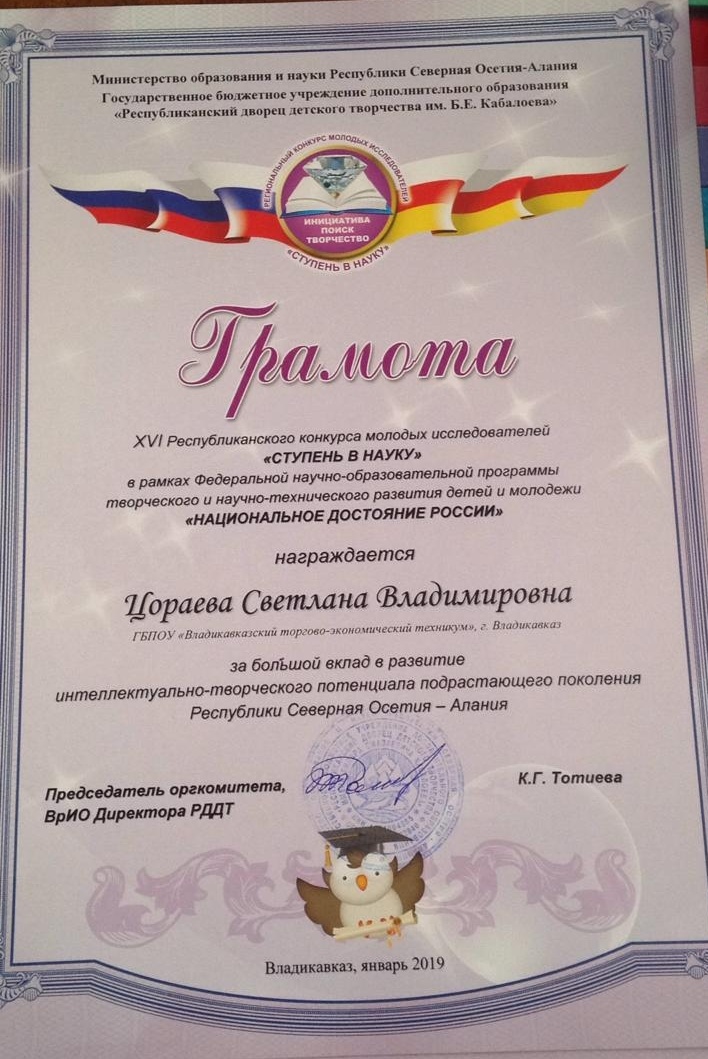 Министерство образования и науки Республики Северная Осетия-Алания
Государственное бюджетное учреждение дополнительного образования
«Республиканский дворец детского творчества им. Б.Е. Кабалоева»
РЕГИОНАЛЬНЫЙ КОНКУРС МОЛОДЫХ ИССЛЕДОВАТЕЛЕЙ
ИНИЦИАТИВА
ПОИСК
ТВОРЧЕСТВО
«СТУПЕНЬ В НАУКУ»
Грамота
XVI Республиканского конкурса молодых исследователей
«СТУПЕНЬ В НАУКУ»
в рамках Федеральной научно-образовательной программы
творческого и научно-технического развития детей и молодежи
«НАЦИОНАЛЬНОЕ ДОСТОЯНИЕ РОССИИ»
награждается
Цораева Светлана Владимировна
ГБПОУ «Владикавказский торгово-экономический техникум», г. Владикавказ
за большой вклад в развитие
интеллектуально-творческого потенциала подрастающего поколения
Республики Северная Осетия – Алания
Председатель оргкомитета,
ВрИО Директора РДДТ
К.Г. Тотиева
Владикавказ, январь 2019